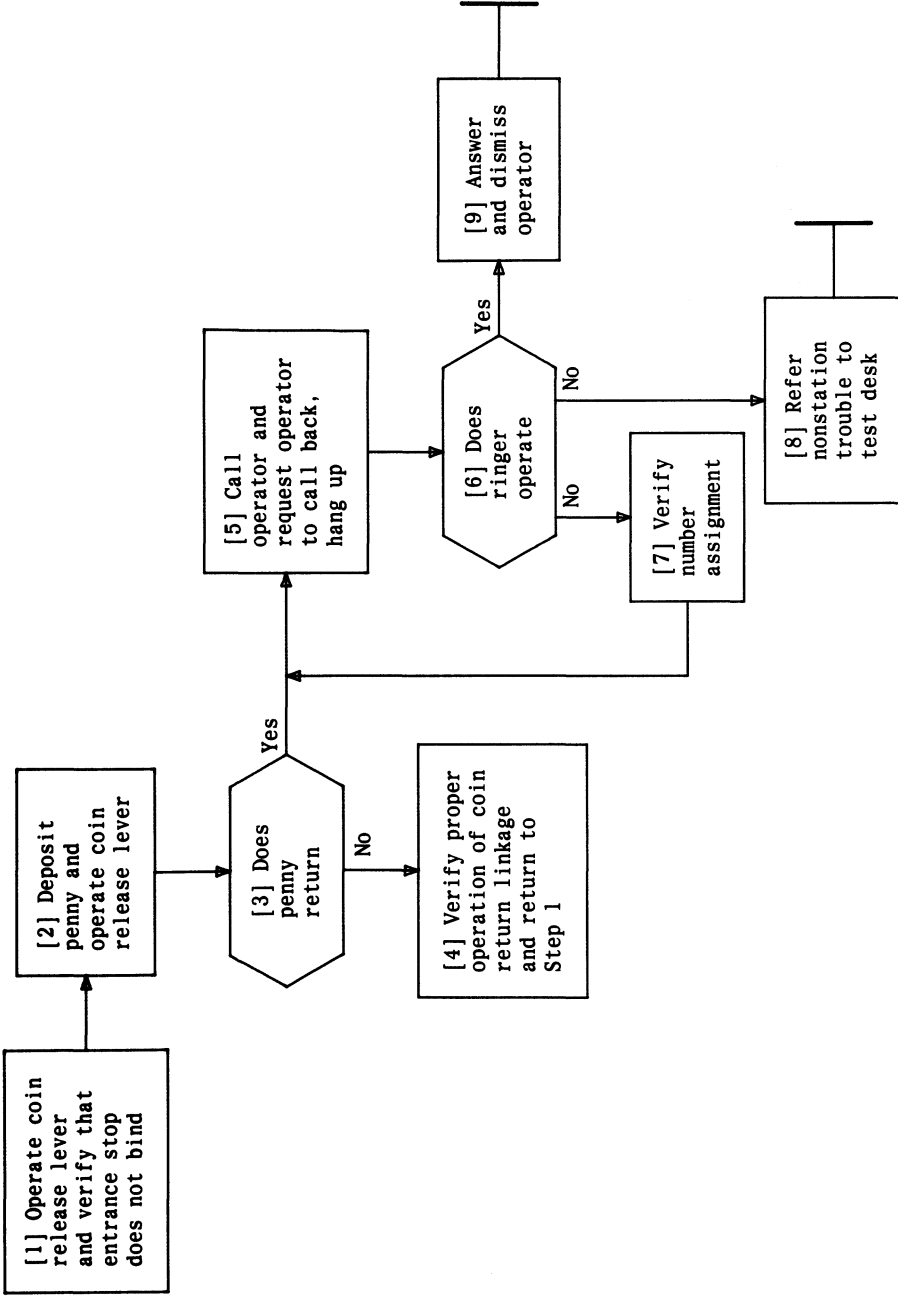 [1] Operate coin
release lever
and verify that
entrance stop
does not bind
[2] Deposit
penny and
operate coin
release lever
[3] Does
penny
return
Yes
No
[4] Verify proper
operation of coin
return linkage
and return to
Step 1
[5] Call
operator and
request operator
to call back,
hang up
[6] Does
ringer
operate
Yes
No
No
[7] Verify
number
assignment
[8] Refer
nonstation
trouble to
test desk
[9] Answer
and dismiss
operator